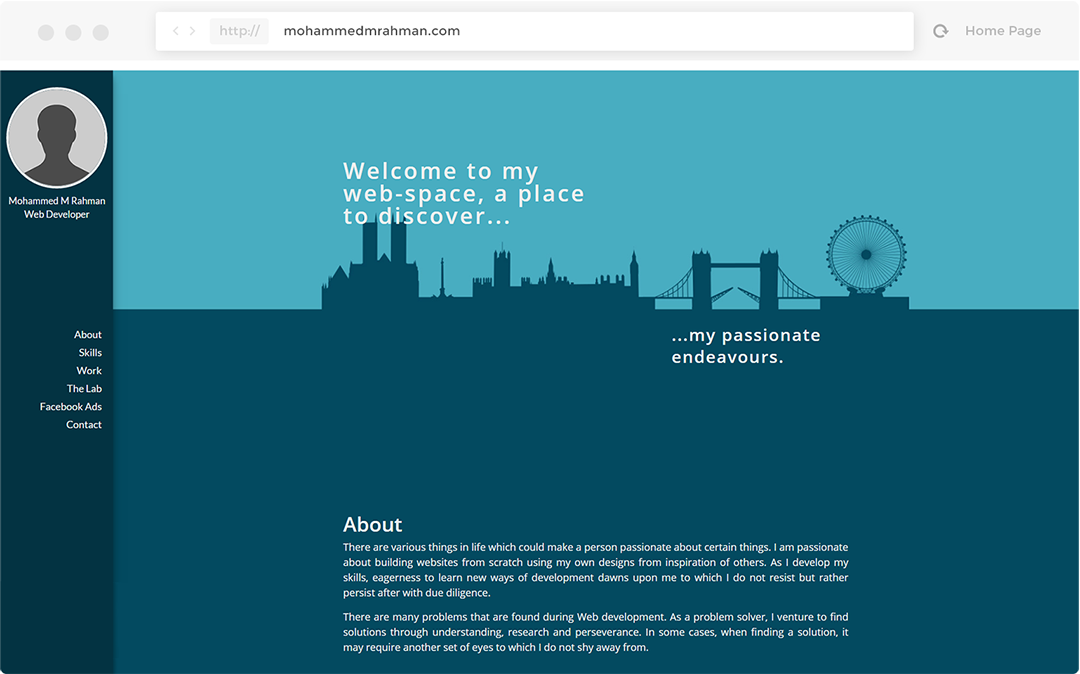 http://
mohammedmrahman.com
Home Page
Mohammed M Rahman
Web Developer
About
Skills
Work
The Lab
Facebook Ads
Contact
Welcome to my
web-space, a place
to discover...
...my passionate
endeavours.
About
There are various things in life which could make a person passionate about certain things. I am passionate
about building websites from scratch using my own designs from inspiration of others. As I develop my
skills, eagerness to learn new ways of development dawns upon me to which I do not resist but rather
persist after with due diligence.
There are many problems that are found during Web development. As a problem solver, I venture to find
solutions through understanding, research and perseverance. In some cases, when finding a solution, it
may require another set of eyes to which I do not shy away from.